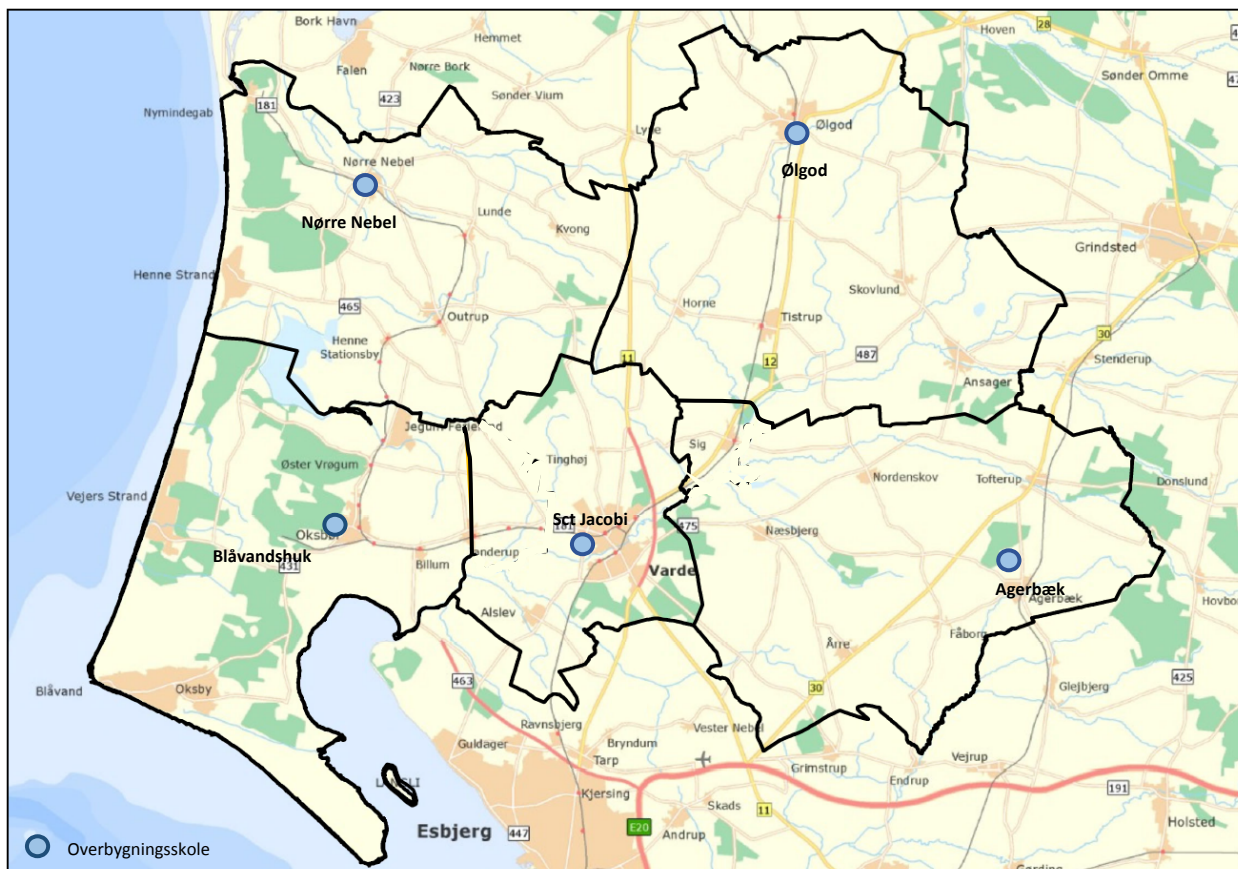 Bork Havn
Hemmet
Hoven
28
Falen
Nørre Bork
Sønder Omme
181
423
Sønder Vium
Nymindegab
Lyne
Ølgod
Nørre Nebel
Ølgod
Nørre Nebel
Lunde
Kvong
Grindsted
Henne Strand
465
Horne
Skovlund
Outrup
Tistrup
30
Henne
Stationsby
11
12
487
Stenderup
Ansager
Sig
Tinghøj
Øster Vrøgum
Nordenskov
Tofterup
Donslund
Vejers Strand
Sct Jacobi
181
475
Næsbjerg
Oksbøl
Blåvandshuk
431
Billum
Varde
Agerbæk
Agerbæk
Alslev
Fåborg
Årre
Blåvand
Oksby
463
30
Glejbjerg
425
Ravnsbjerg
Vester Nebel
Guldager
Bryndum
Tarp
Grimstrup
Vejrup
Endrup
Kjersing
191
Skads
11
Holsted
Esbjerg
447
E20
Andrup
Overbygningsskole